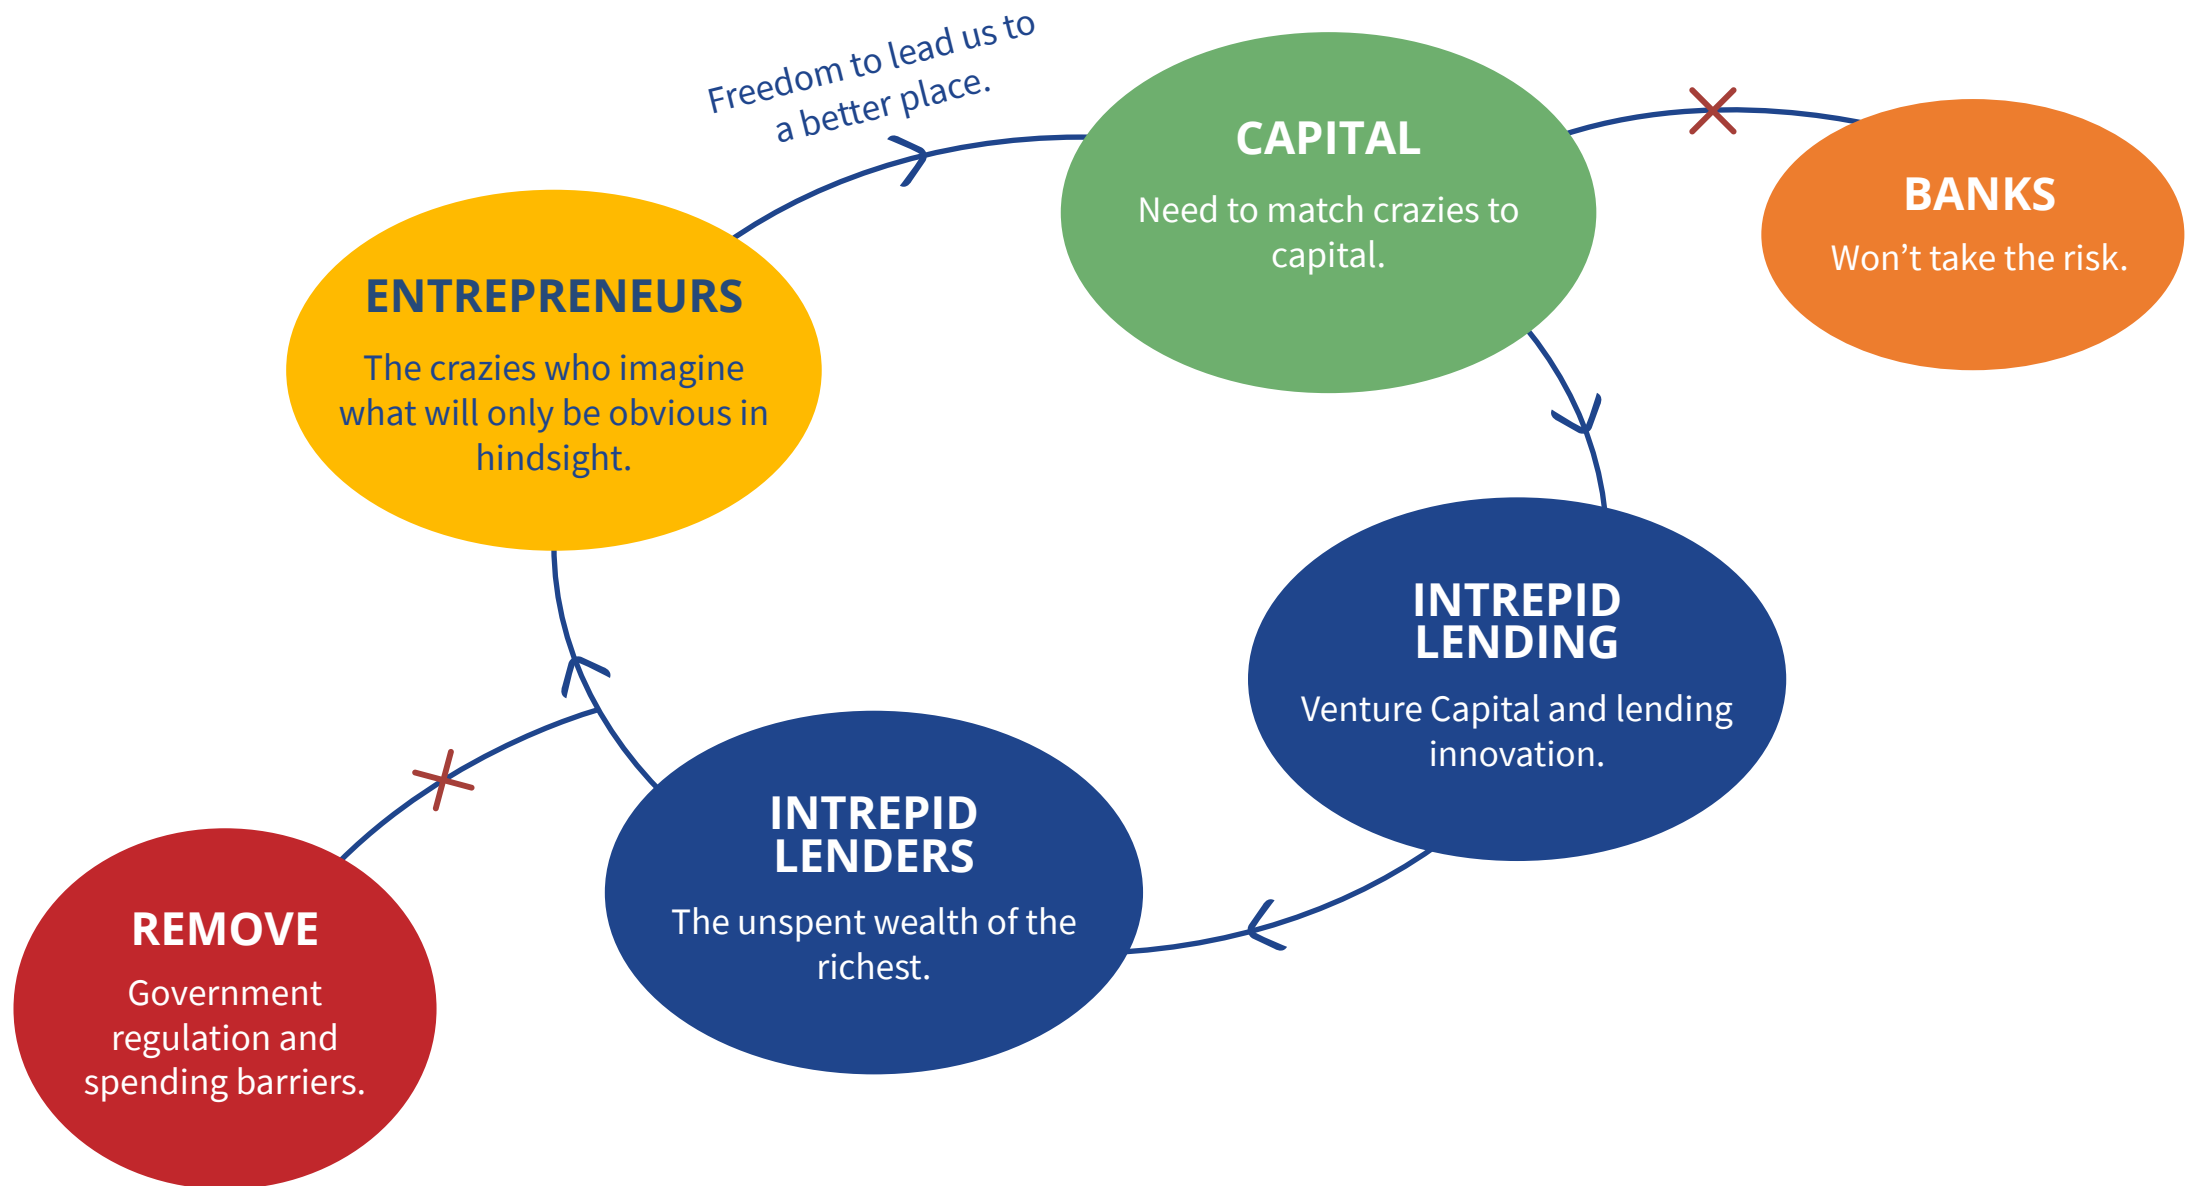 Freedom to lead us to
a better place.
CAPITAL
Need to match crazies to
capital.
BANKS
Won’t take the risk.
ENTREPRENEURS
The crazies who imagine
what will only be obvious in
hindsight.
INTREPID
LENDING
Venture Capital and lending
innovation.
INTREPID
LENDERS
The unspent wealth of the
richest.
REMOVE
Government
regulation and
spending barriers.